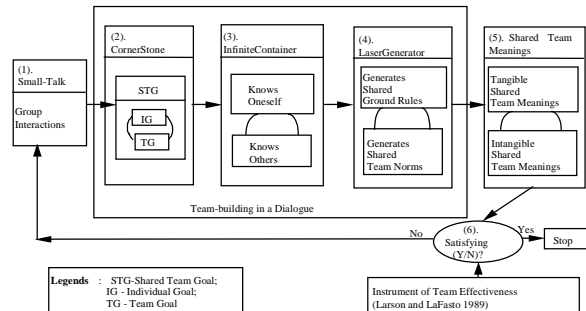 (1).
Small-Talk
Group
Interactions
(2).
CornerStone
STG
IG
TG
(3).
InfiniteContainer
Knows
Oneself
Knows
Others
(4).
LaserGenerator
Generates
Shared
Ground Rules
Generates
Shared
Team Norms
(5). Shared Team
Meanings
Tangible
Shared
Team Meanings
Intangible
Shared
Team Meanings
Team-building in a Dialogue
(6).
Satisfying
(Y/N)?
No
Yes
Stop
Legends : STG-Shared Team Goal;
IG - Individual Goal;
TG - Team Goal
Instrument of Team Effectiveness
(Larson and LaFasto 1989)